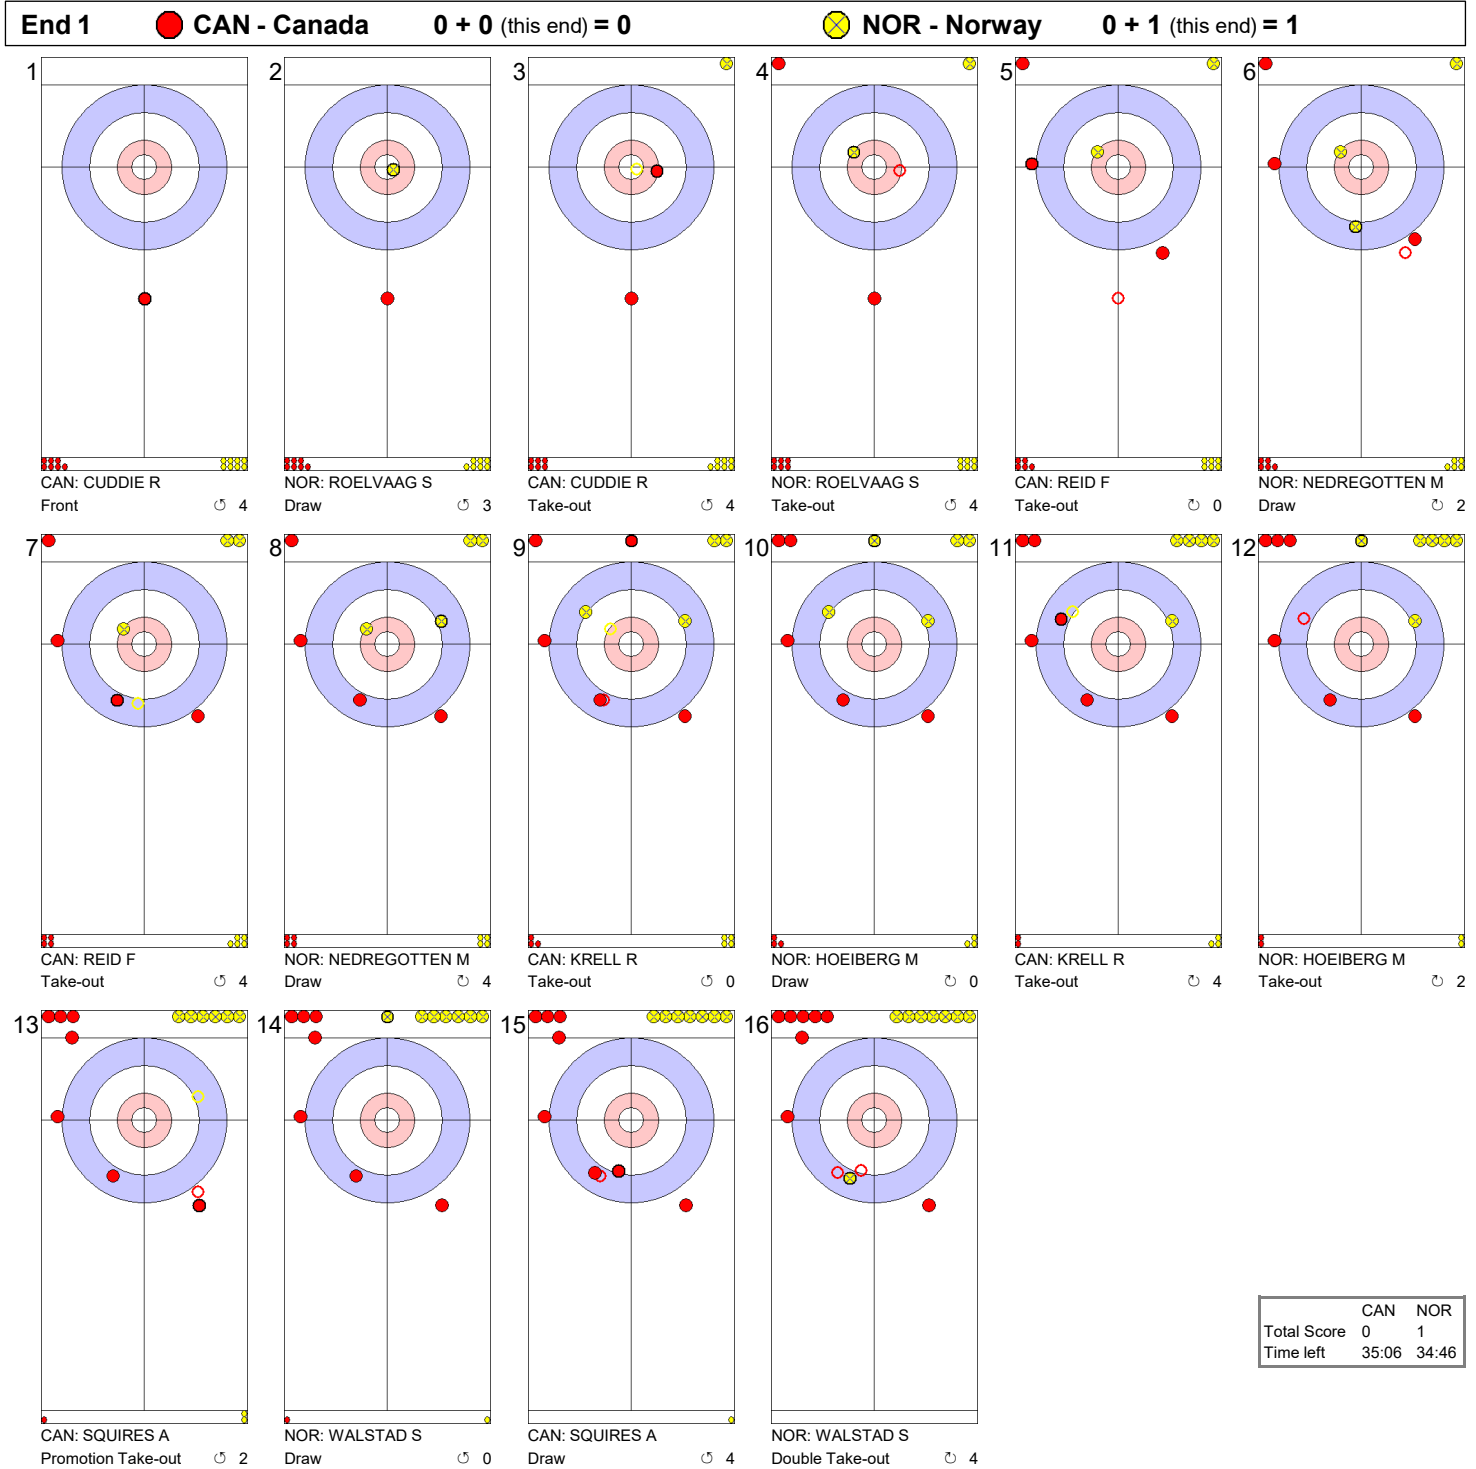 End 1 CAN - Canada 0 + 0 (this end) = 0 NOR - Norway 0 + 1 (this end) = 1
1 2 3 4 5 6
CAN: CUDDIE R NOR: ROELVAAG S CAN: CUDDIE R NOR: ROELVAAG S CAN: REID F NOR: NEDREGOTTEN M
Front ↺ 4 Draw ↺ 3 Take-out ↺ 4 Take-out ↺ 4 Take-out ↻ 0 Draw ↻ 2
7 8 9 10 11 12
CAN: REID F NOR: NEDREGOTTEN M CAN: KRELL R NOR: HOEIBERG M CAN: KRELL R NOR: HOEIBERG M
Take-out ↺ 4 Draw ↻ 4 Take-out ↺ 0 Draw ↻ 0 Take-out ↻ 4 Take-out ↻ 2
13 14 15 16
CAN NOR
Total Score 0 1
Time left 35:06 34:46
CAN: SQUIRES A NOR: WALSTAD S CAN: SQUIRES A NOR: WALSTAD S
Promotion Take-out ↺ 2 Draw ↺ 0 Draw ↺ 4 Double Take-out ↻ 4